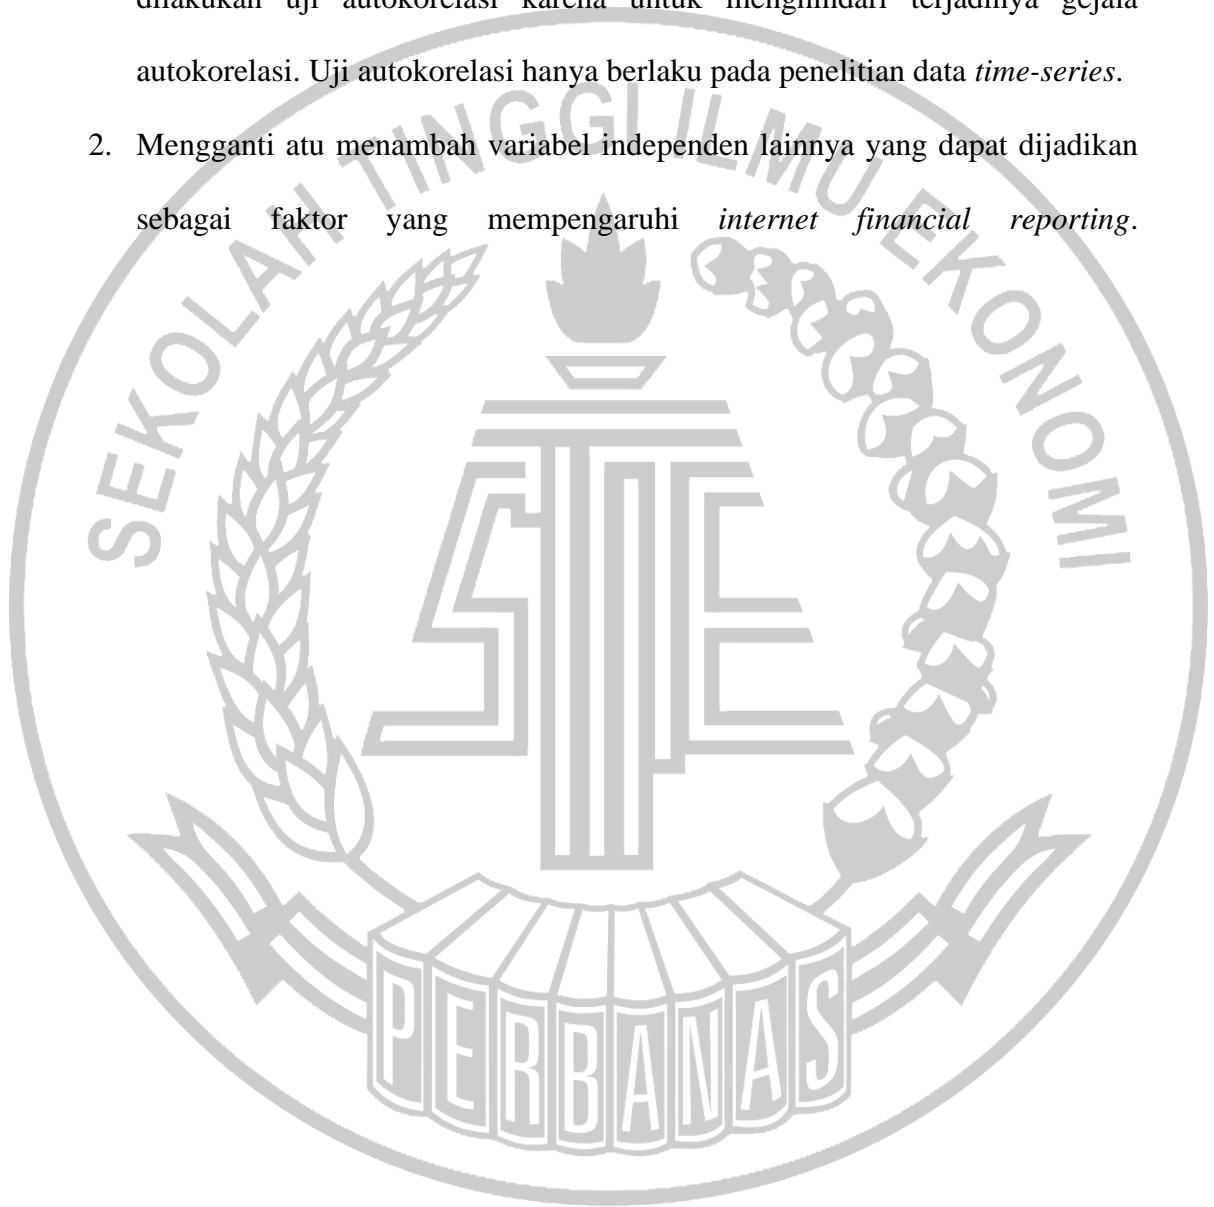 dilakukan uji autokorelasi karena untuk menghindari terjadinya gejala
autokorelasi. Uji autokorelasi hanya berlaku pada penelitian data time-series.
2. Mengganti atu menambah variabel independen lainnya yang dapat dijadikan
sebagai faktor yang mempengaruhi internet financial reporting.
SEKOLAH TINGGI ILMU EKONOMI
STIE
PERBANAS